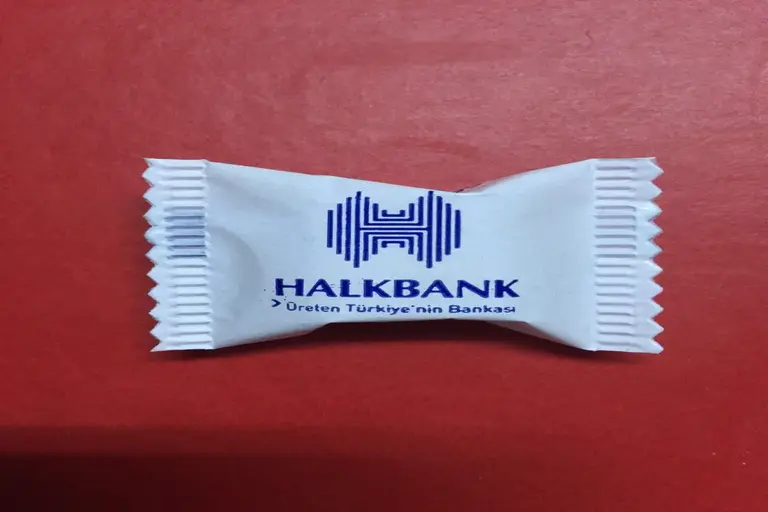 HALKBANK
> Üreten Türkiye'nin Bankası